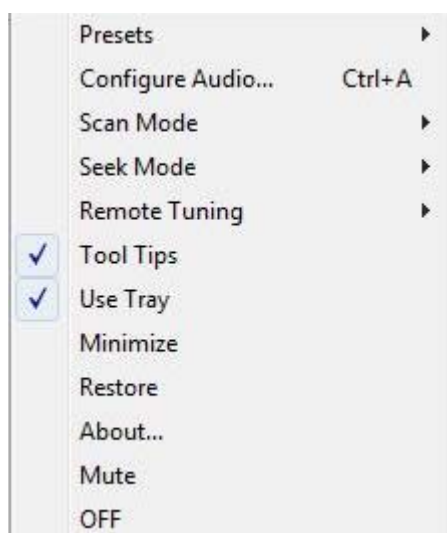 Presets
Configure Audio... Ctrl+A
Scan Mode
Seek Mode
Remote Tuning
Tool Tips
Use Tray
Minimize
Restore
About...
Mute
OFF